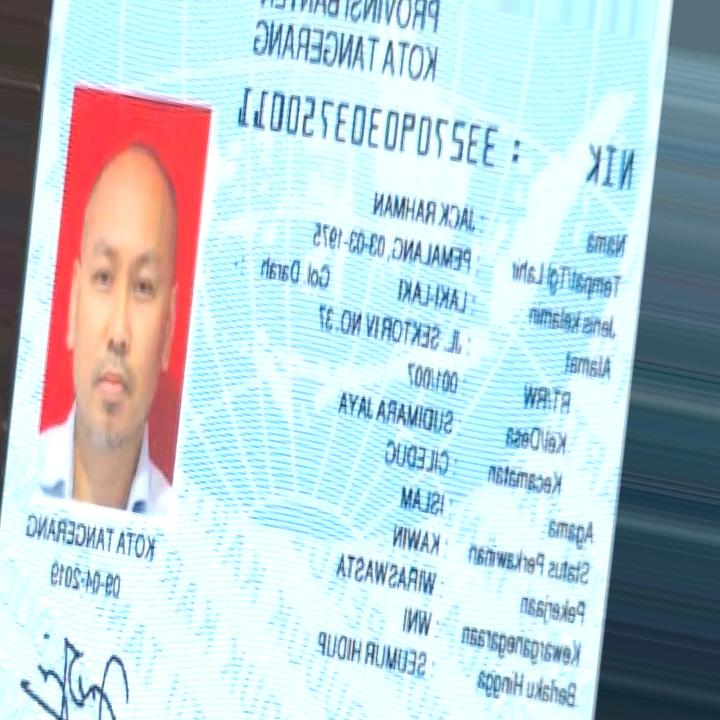 PROVINSI BANTEN
KOTA TANGERANG
NIK : 3327090303750011
Nama : JACK RAHMAN
Tempat/Tgl Lahir : PEMALANG, 03-03-1975
Jenis kelamin : LAKI-LAKI Gol. Darah : -
Alamat : JL. SEKTOR IV NO. 37
RT/RW : 001/007
Kel/Desa : SUDIMARA JAYA
Kecamatan : CILEDUG
Agama : ISLAM
Status Perkawinan : KAWIN
Pekerjaan : WIRASWASTA
Kewarganegaraan : WNI
Berlaku Hingga : SEUMUR HIDUP
KOTA TANGERANG
09-04-2019